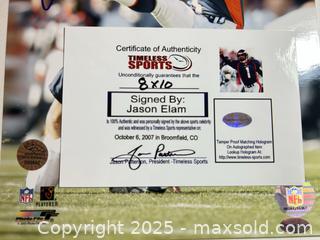 Certificate of Authenticity
TIMELESS
SPORTS
Unconditionally guarantees that the
8x10
Signed By:
Jason Elam
Is 100% Authentic and was personally signed by the above sports celebrity
and was witnessed by a Timeless Sports representative on:
October 6, 2007 in Broomfield, CO
Jason Patterson, President -Timeless Sports
Tamper Proof Matching Hologram
On Autographed Item
Lookup Hologram At:
http://www.timeless-sports.com
NFL
PLAYERS
NFL
Copyright 2025 - maxsold.com